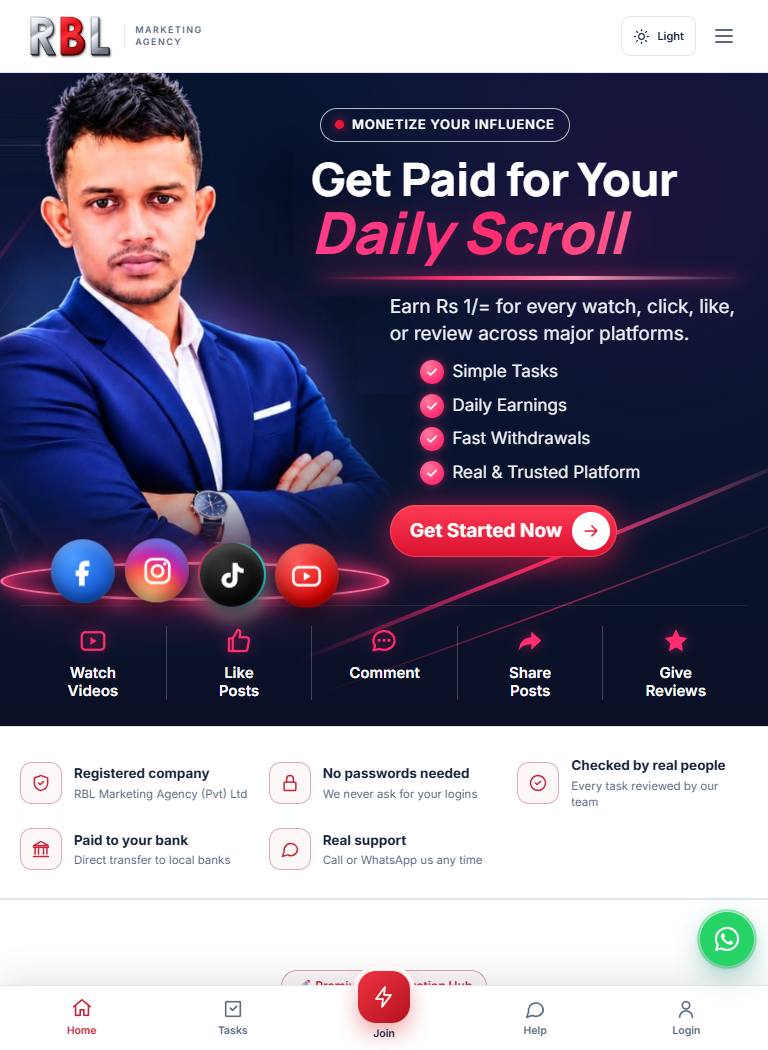 RBL
MARKETING
AGENCY
Light
MONETIZE YOUR INFLUENCE
Get Paid for Your
Daily Scroll
Earn Rs 1/= for every watch, click, like,
or review across major platforms.
Simple Tasks
Daily Earnings
Fast Withdrawals
Real & Trusted Platform
Get Started Now
Watch
Videos
Like
Posts
Comment
Share
Posts
Give
Reviews
Registered company
RBL Marketing Agency (Pvt) Ltd
No passwords needed
We never ask for your logins
Checked by real people
Every task reviewed by our
team
Paid to your bank
Direct transfer to local banks
Real support
Call or WhatsApp us any time
Home
Tasks
Join
Help
Login